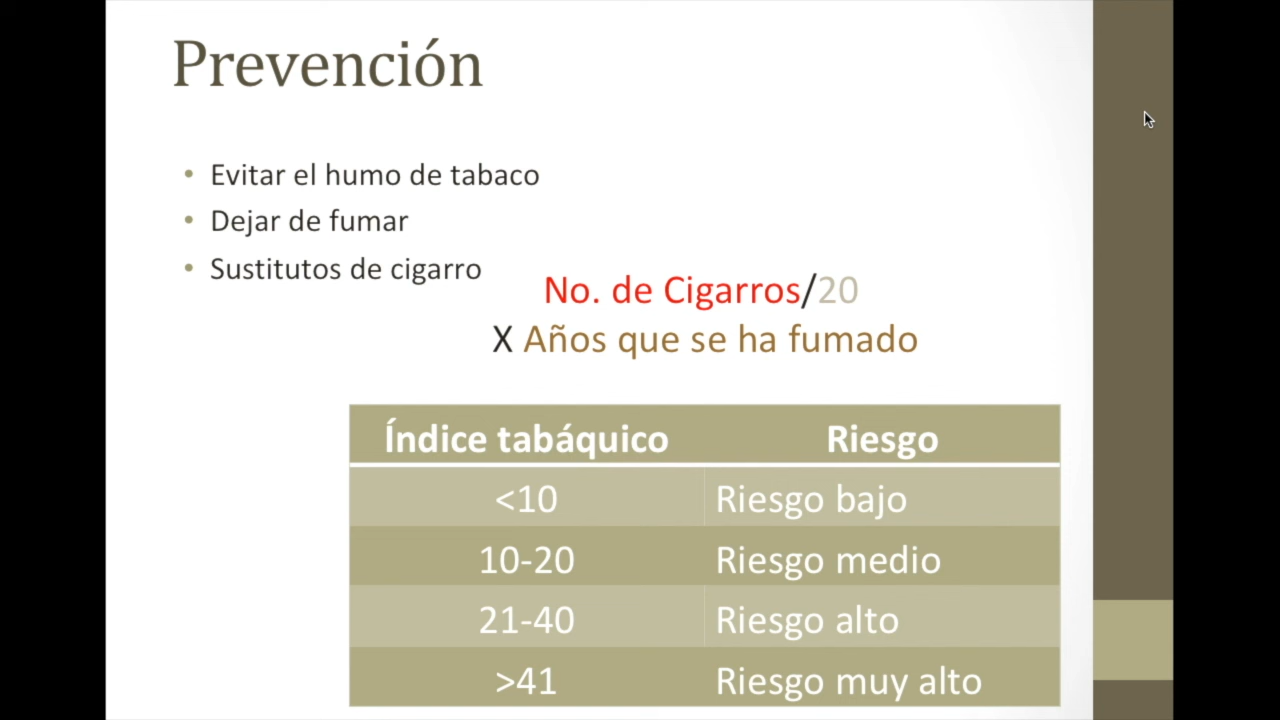 Prevención
• Evitar el humo de tabaco
• Dejar de fumar
• Sustitutos de cigarro
No. de Cigarros/20
X Años que se ha fumado
Índice tabáquico Riesgo
<10 Riesgo bajo
10-20 Riesgo medio
21-40 Riesgo alto
>41 Riesgo muy alto